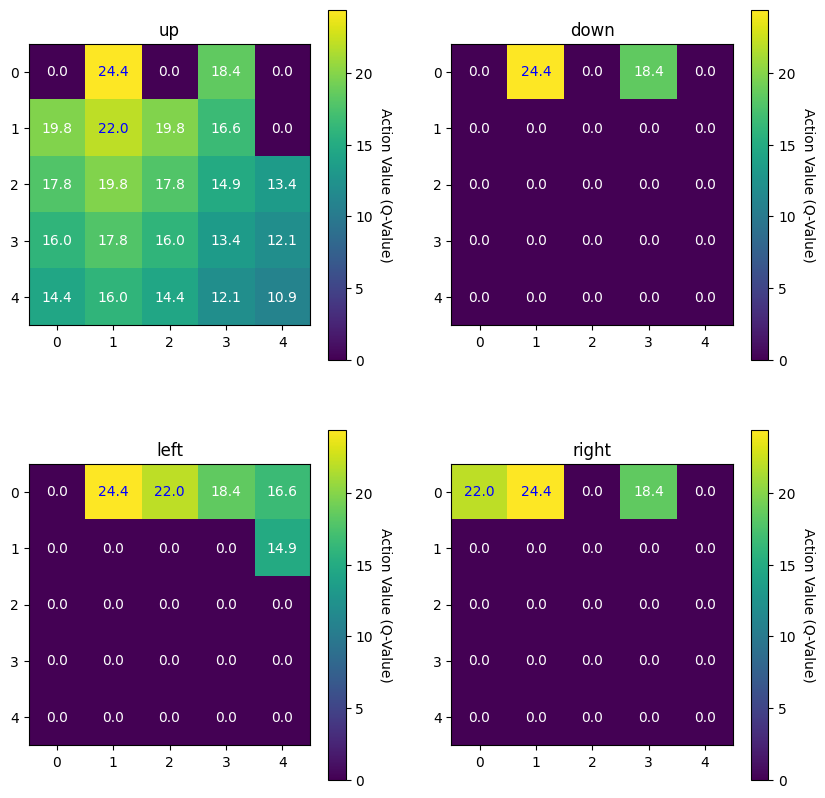 up
0 0.0 24.4 0.0 18.4 0.0
1 19.8 22.0 19.8 16.6 0.0
2 17.8 19.8 17.8 14.9 13.4
3 16.0 17.8 16.0 13.4 12.1
4 14.4 16.0 14.4 12.1 10.9
0 1 2 3 4
20
15
10
5
0
Action Value (Q-Value)
down
0 0.0 24.4 0.0 18.4 0.0
1 0.0 0.0 0.0 0.0 0.0
2 0.0 0.0 0.0 0.0 0.0
3 0.0 0.0 0.0 0.0 0.0
4 0.0 0.0 0.0 0.0 0.0
0 1 2 3 4
20
15
10
5
0
Action Value (Q-Value)
left
0 0.0 24.4 22.0 18.4 16.6
1 0.0 0.0 0.0 0.0 14.9
2 0.0 0.0 0.0 0.0 0.0
3 0.0 0.0 0.0 0.0 0.0
4 0.0 0.0 0.0 0.0 0.0
0 1 2 3 4
20
15
10
5
0
Action Value (Q-Value)
right
0 22.0 24.4 0.0 18.4 0.0
1 0.0 0.0 0.0 0.0 0.0
2 0.0 0.0 0.0 0.0 0.0
3 0.0 0.0 0.0 0.0 0.0
4 0.0 0.0 0.0 0.0 0.0
0 1 2 3 4
20
15
10
5
0
Action Value (Q-Value)